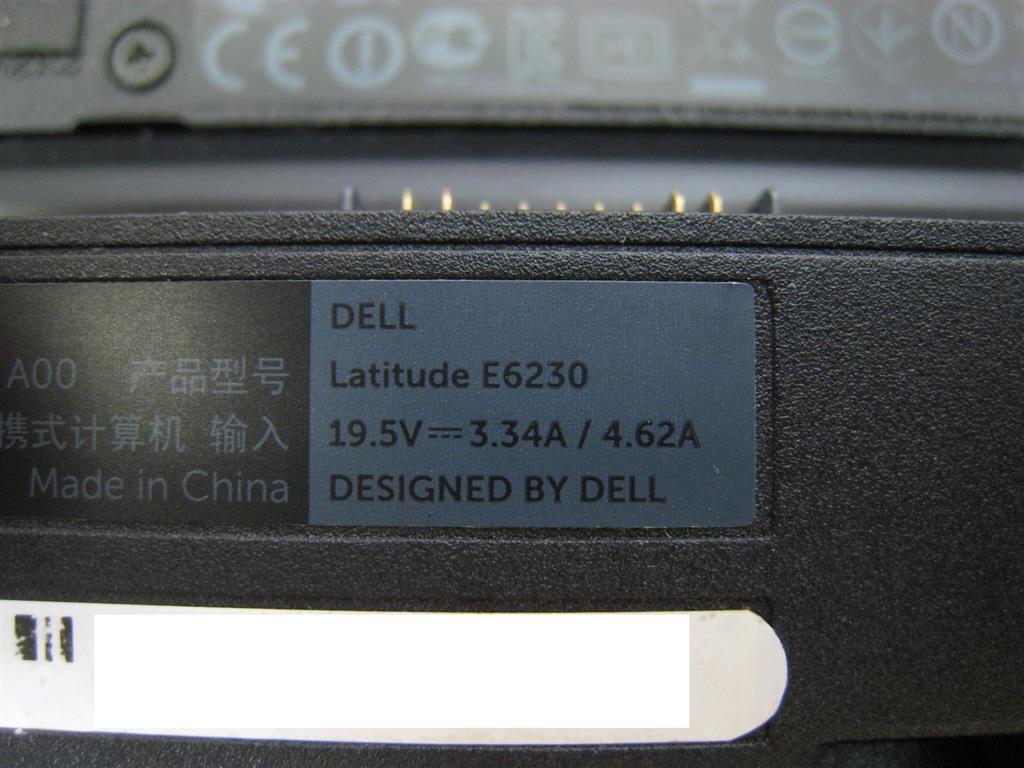 DELL
A00 产品型号 Latitude E6230
携式计算机 输入 19.5V⎓3.34A / 4.62A
Made in China DESIGNED BY DELL